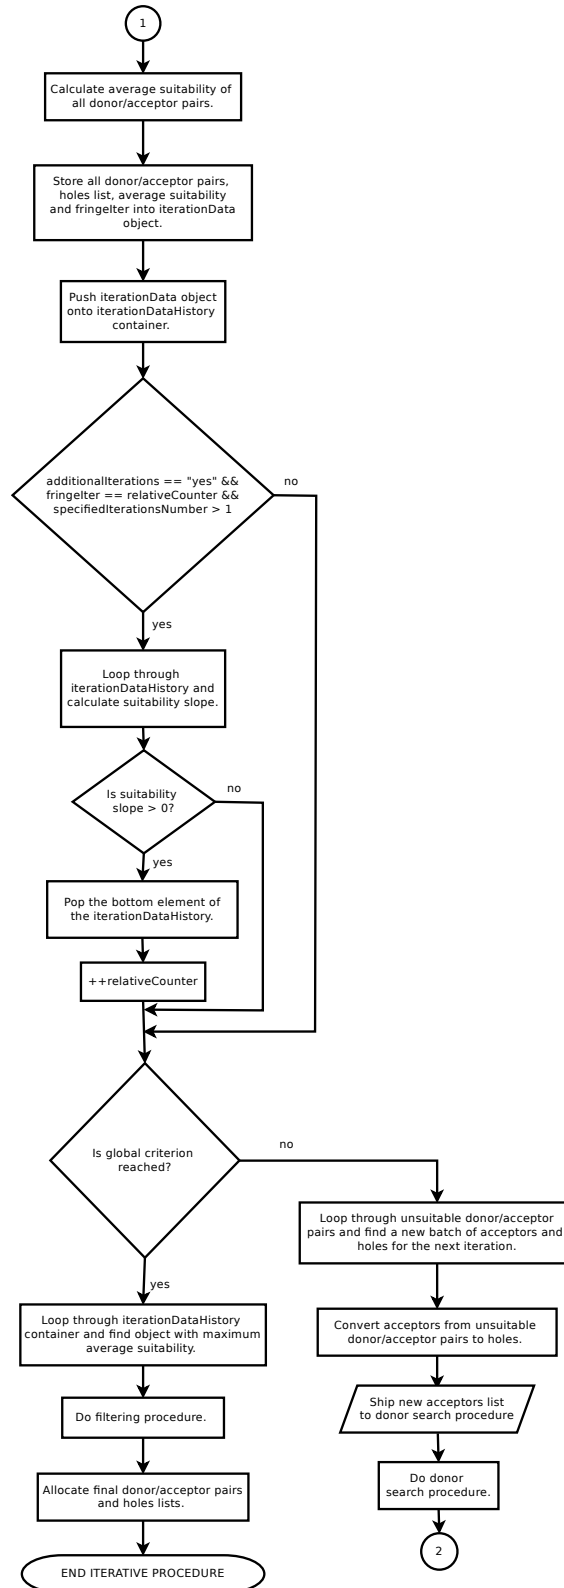 1
Calculate average suitability of
all donor/acceptor pairs.
Store all donor/acceptor pairs,
holes list, average suitability
and fringeIter into iterationData
object.
Push iterationData object
onto iterationDataHistory
container.
additionalIterations == "yes" &&
fringeIter == relativeCounter &&
specifiedIterationsNumber > 1
no
yes
Loop through
iterationDataHistory and
calculate suitability slope.
Is suitability
slope > 0?
no
yes
Pop the bottom element of
the iterationDataHistory.
++relativeCounter
Is global criterion
reached?
no
yes
Loop through unsuitable donor/acceptor
pairs and find a new batch of acceptors and
holes for the next iteration.
Convert acceptors from unsuitable
donor/acceptor pairs to holes.
Ship new acceptors list
to donor search procedure
Do donor
search procedure.
2
Loop through iterationDataHistory
container and find object with maximum
average suitability.
Do filtering procedure.
Allocate final donor/acceptor pairs
and holes lists.
END ITERATIVE PROCEDURE